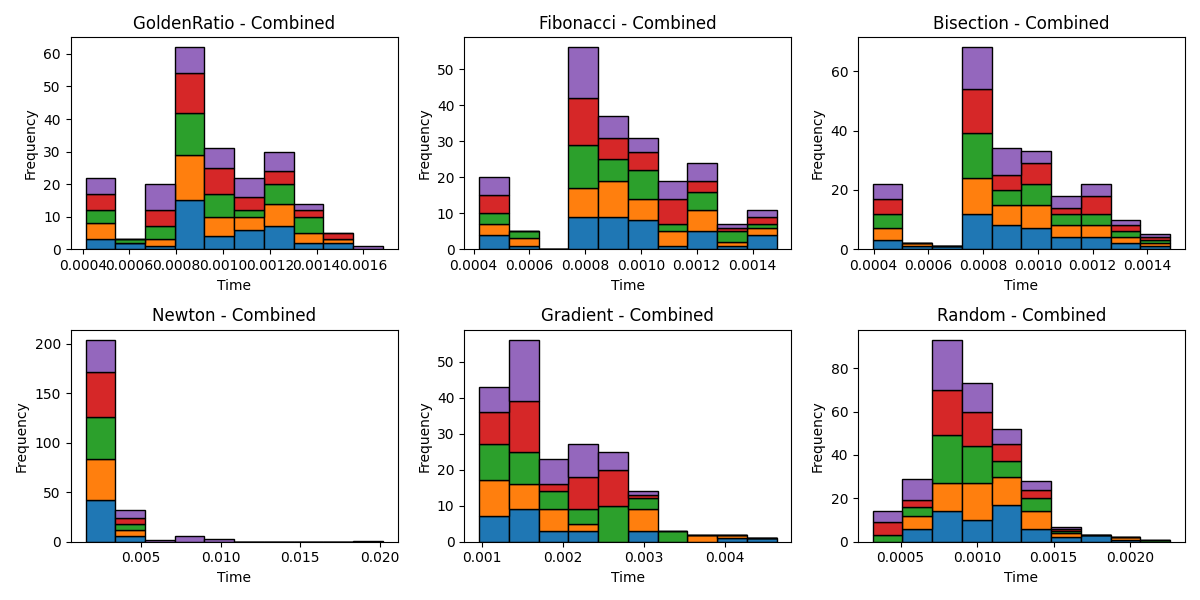 GoldenRatio - Combined
Fibonacci - Combined
Bisection - Combined
Frequency
60
50
40
30
20
10
0
0.0004 0.0006 0.0008 0.0010 0.0012 0.0014 0.0016
Time
Frequency
50
40
30
20
10
0
0.0004 0.0006 0.0008 0.0010 0.0012 0.0014
Time
Frequency
60
40
20
0
0.0004 0.0006 0.0008 0.0010 0.0012 0.0014
Time
Newton - Combined
Gradient - Combined
Random - Combined
Frequency
200
150
100
50
0
0.005 0.010 0.015 0.020
Time
Frequency
50
40
30
20
10
0
0.001 0.002 0.003 0.004
Time
Frequency
80
60
40
20
0
0.0005 0.0010 0.0015 0.0020
Time